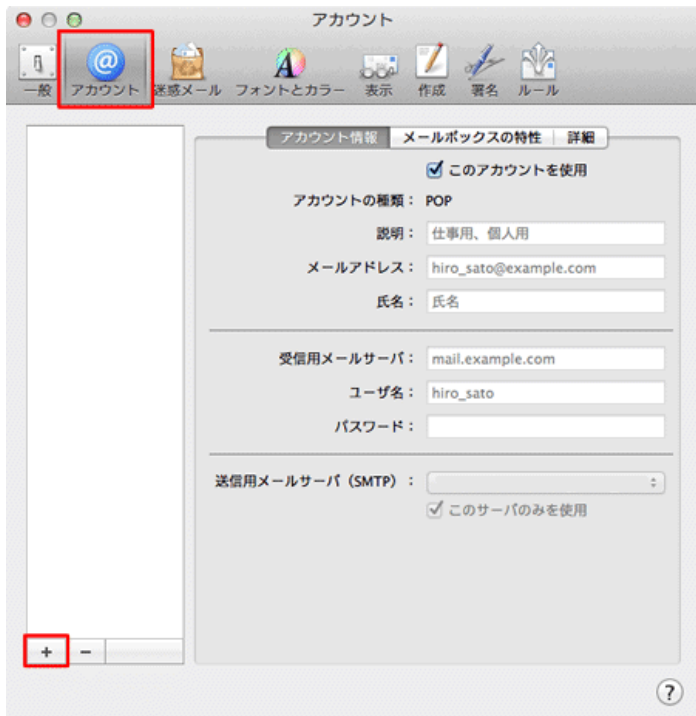 アカウント
一般 アカウント 迷惑メール フォントとカラー 表示 作成 署名 ルール
アカウント情報 メールボックスの特性 詳細
このアカウントを使用
アカウントの種類： POP
説明： 仕事用、個人用
メールアドレス： hiro_sato@example.com
氏名： 氏名
受信用メールサーバ： mail.example.com
ユーザ名： hiro_sato
パスワード：
送信用メールサーバ（SMTP）：
このサーバのみを使用
+ −
?